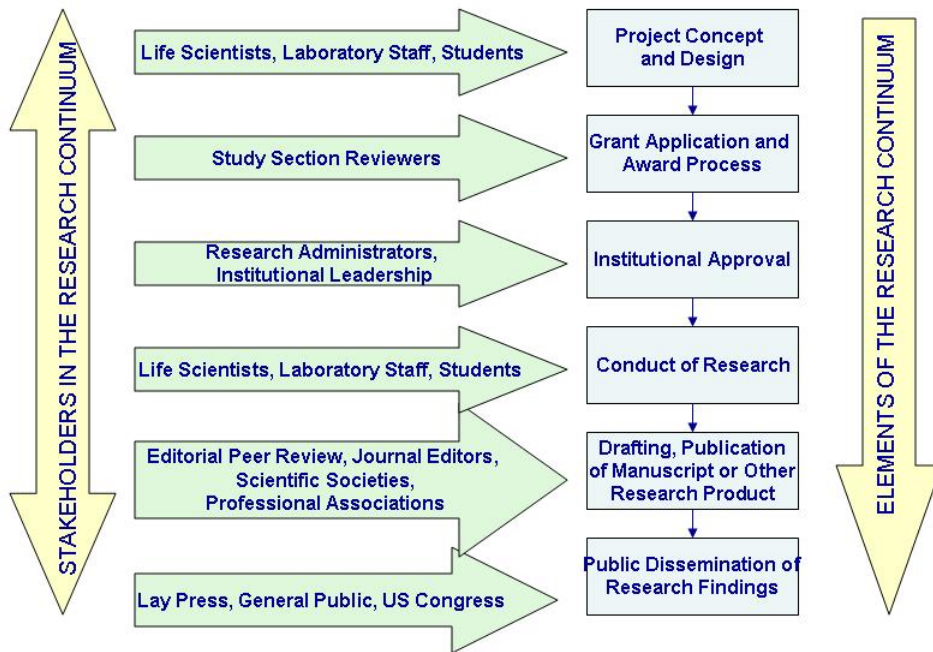 STAKEHOLDERS IN THE RESEARCH CONTINUUM
Life Scientists, Laboratory Staff, Students
Project Concept
and Design
Study Section Reviewers
Grant Application and
Award Process
Research Administrators,
Institutional Leadership
Institutional Approval
Life Scientists, Laboratory Staff, Students
Conduct of Research
Editorial Peer Review, Journal Editors,
Scientific Societies,
Professional Associations
Drafting, Publication
of Manuscript or Other
Research Product
Lay Press, General Public, US Congress
Public Dissemination of
Research Findings
ELEMENTS OF THE RESEARCH CONTINUUM